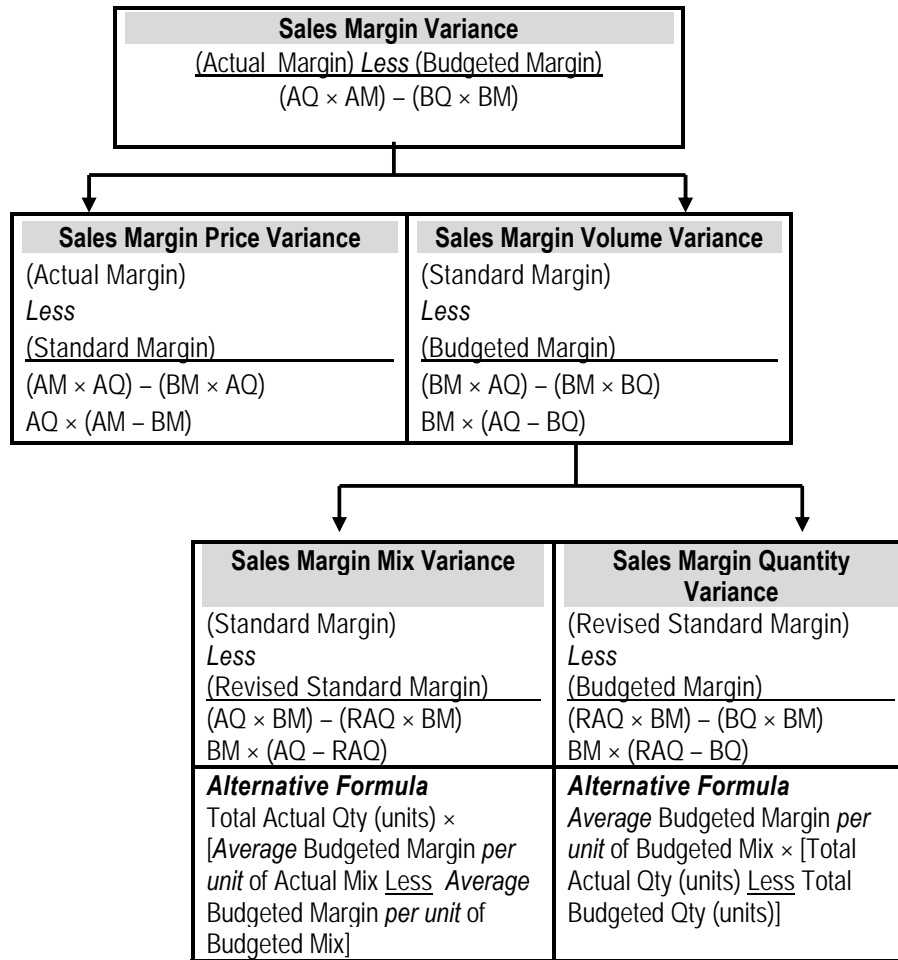 Sales Margin Variance
(Actual Margin) Less (Budgeted Margin)
(AQ × AM) – (BQ × BM)
Sales Margin Price Variance
(Actual Margin)
Less
(Standard Margin)
(AM × AQ) – (BM × AQ)
AQ × (AM – BM)
Sales Margin Volume Variance
(Standard Margin)
Less
(Budgeted Margin)
(BM × AQ) – (BM × BQ)
BM × (AQ – BQ)
Sales Margin Mix Variance
(Standard Margin)
Less
(Revised Standard Margin)
(AQ × BM) – (RAQ × BM)
BM × (AQ – RAQ)
Alternative Formula
Total Actual Qty (units) ×
[Average Budgeted Margin per
unit of Actual Mix Less Average
Budgeted Margin per unit of
Budgeted Mix]
Sales Margin Quantity
Variance
(Revised Standard Margin)
Less
(Budgeted Margin)
(RAQ × BM) – (BQ × BM)
BM × (RAQ – BQ)
Alternative Formula
Average Budgeted Margin per
unit of Budgeted Mix × [Total
Actual Qty (units) Less Total
Budgeted Qty (units)]